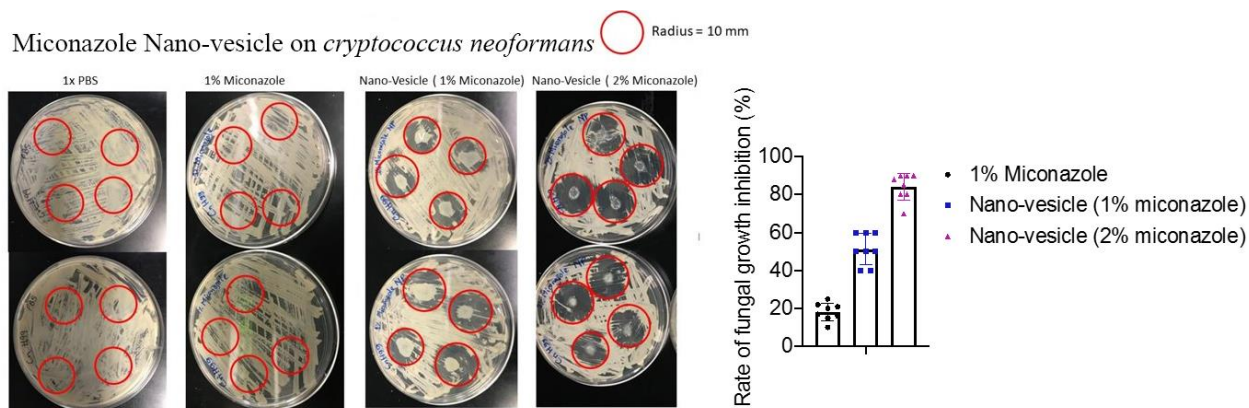 Miconazole Nano-vesicle on cryptococcus neoformans
Radius = 10 mm
1x PBS
1% Miconazole
Nano-Vesicle ( 1% Miconazole)
Nano-Vesicle ( 2% Miconazole)
Rate of fungal growth inhibition (%)
100
80
60
40
20
0
1% Miconazole
Nano-vesicle (1% miconazole)
Nano-vesicle (2% miconazole)